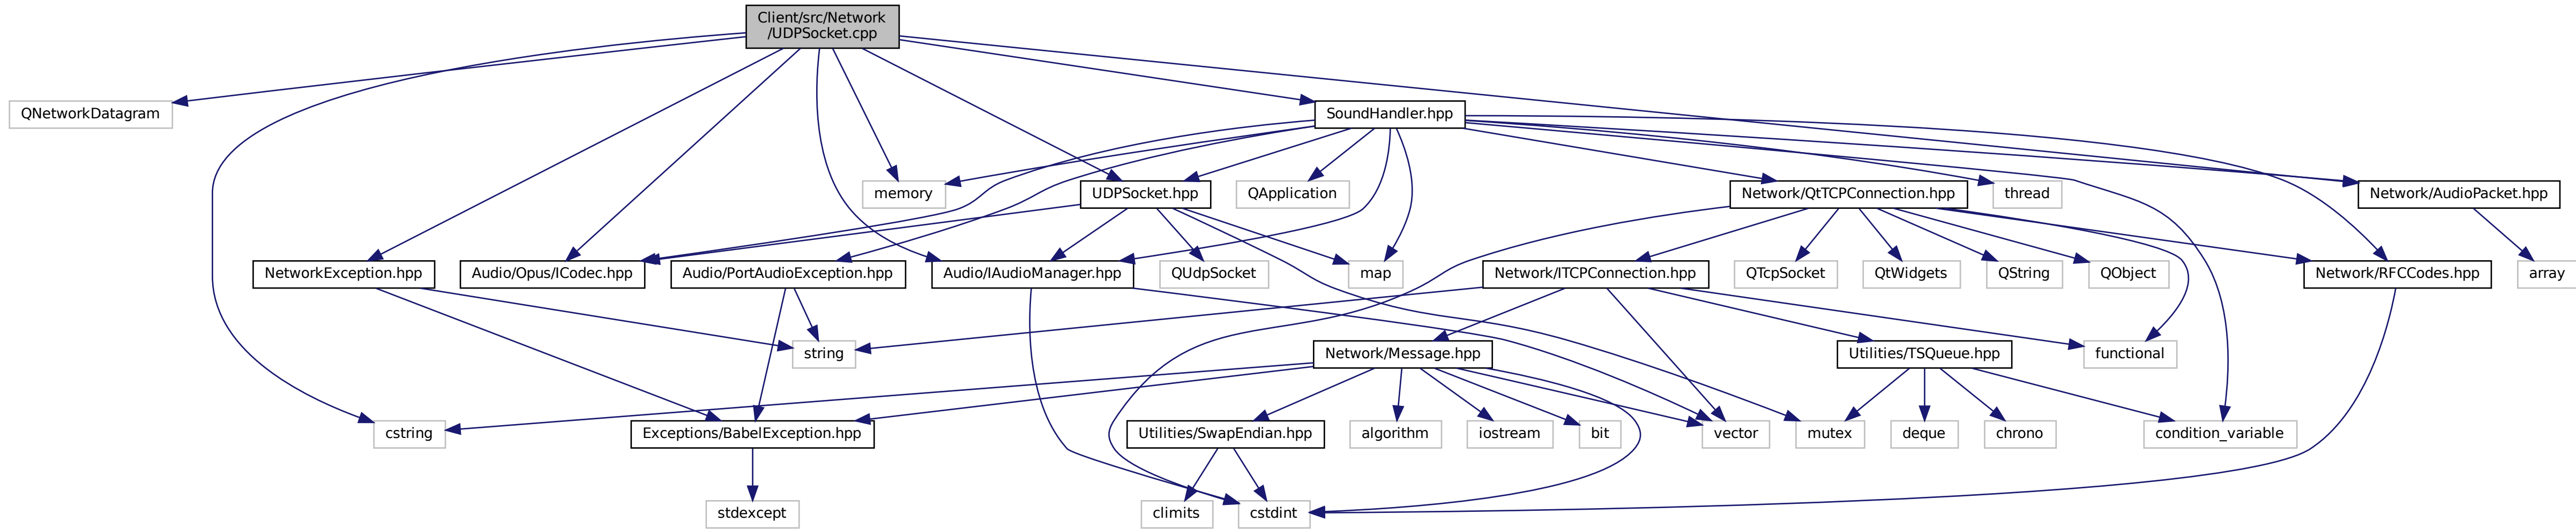 Client/src/Network
/UDPSocket.cpp
QNetworkDatagram
SoundHandler.hpp
memory
UDPSocket.hpp
QApplication
Network/QtTCPConnection.hpp
thread
Network/AudioPacket.hpp
NetworkException.hpp
Audio/Opus/ICodec.hpp
Audio/PortAudioException.hpp
Audio/IAudioManager.hpp
QUdpSocket
map
Network/ITCPConnection.hpp
QTcpSocket
QtWidgets
QString
QObject
Network/RFCCodes.hpp
array
string
Network/Message.hpp
Utilities/TSQueue.hpp
functional
cstring
Exceptions/BabelException.hpp
Utilities/SwapEndian.hpp
algorithm
iostream
bit
vector
mutex
deque
chrono
condition_variable
stdexcept
climits
cstdint